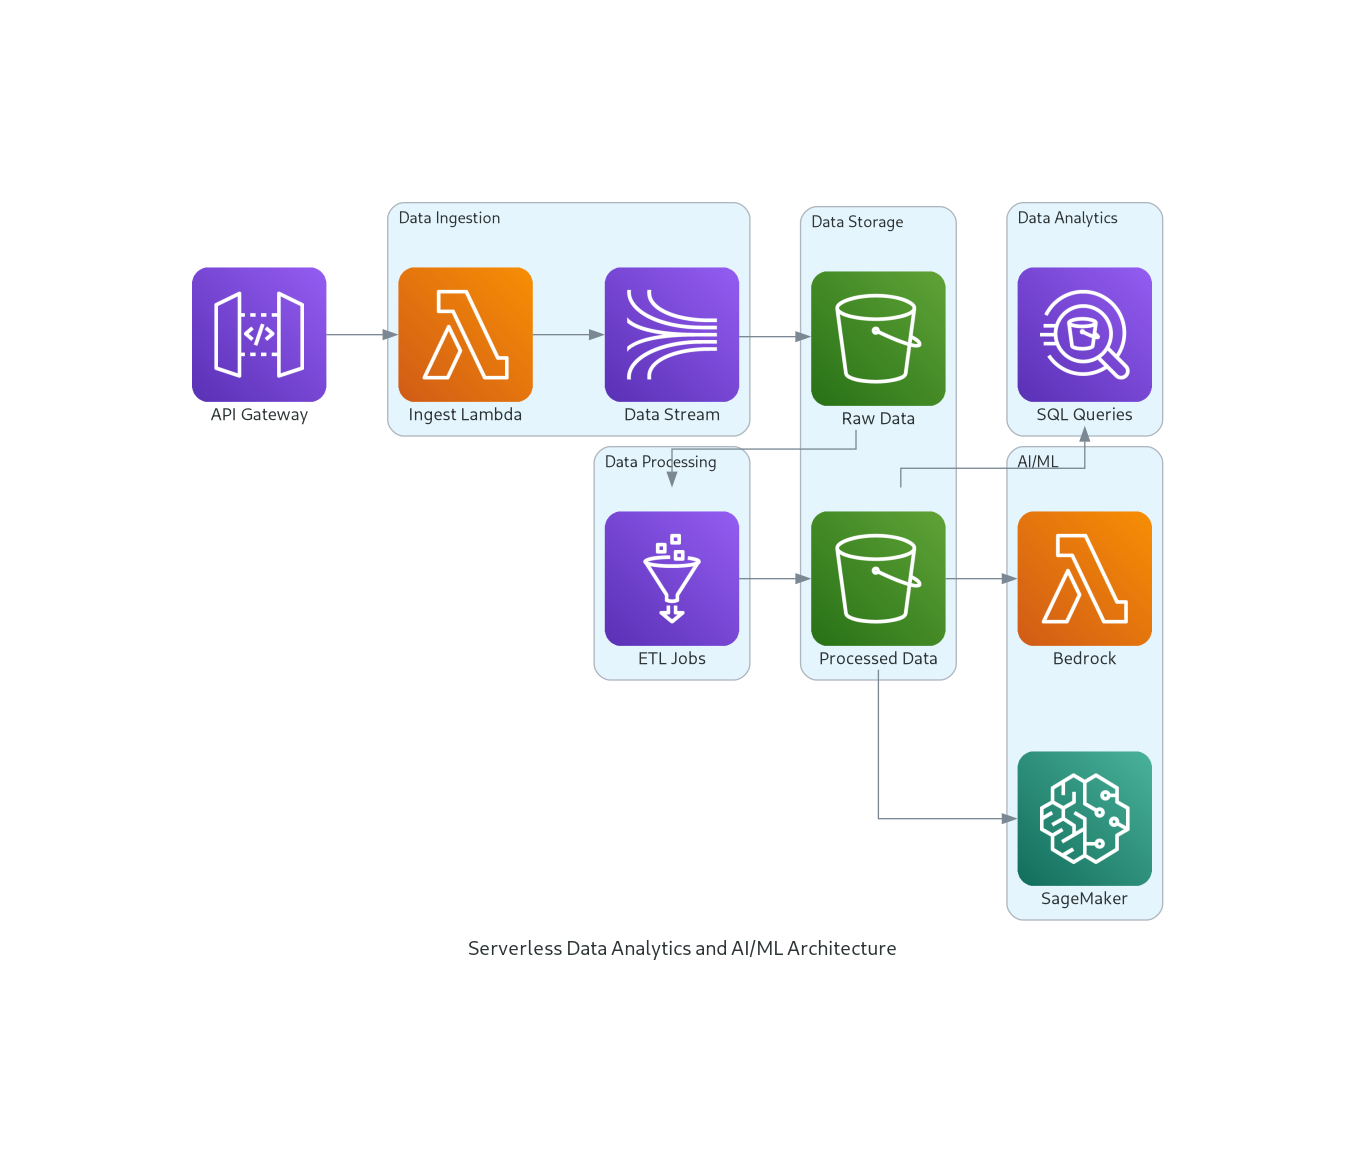 Data Ingestion
Data Storage
Data Analytics
</>
API Gateway
Ingest Lambda
Data Stream
Raw Data
SQL Queries
Data Processing
AI/ML
ETL Jobs
Processed Data
Bedrock
SageMaker
Serverless Data Analytics and AI/ML Architecture